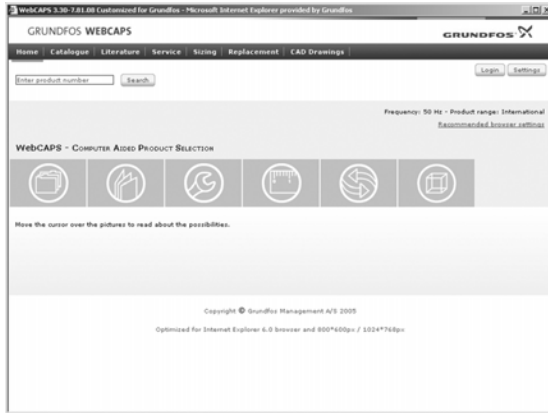 WebCAPS 3.30-7.01.00 Customized for Grundfos - Microsoft Internet Explorer provided by Grundfos
GRUNDFOS WEBCAPS
GRUNDFOS
Home | Catalogue | Literature | Service | Sizing | Replacement | CAD Drawings
Login Settings
Enter product number Search
Frequency: 50 Hz - Product range: International
Recommended browser settings
WebCAPS - Computer Aided Product Selection
Move the cursor over the pictures to read about the possibilities.
Copyright © Grundfos Management A/S 2005
Optimized for Internet Explorer 6.0 browser and 800*600px / 1024*768px